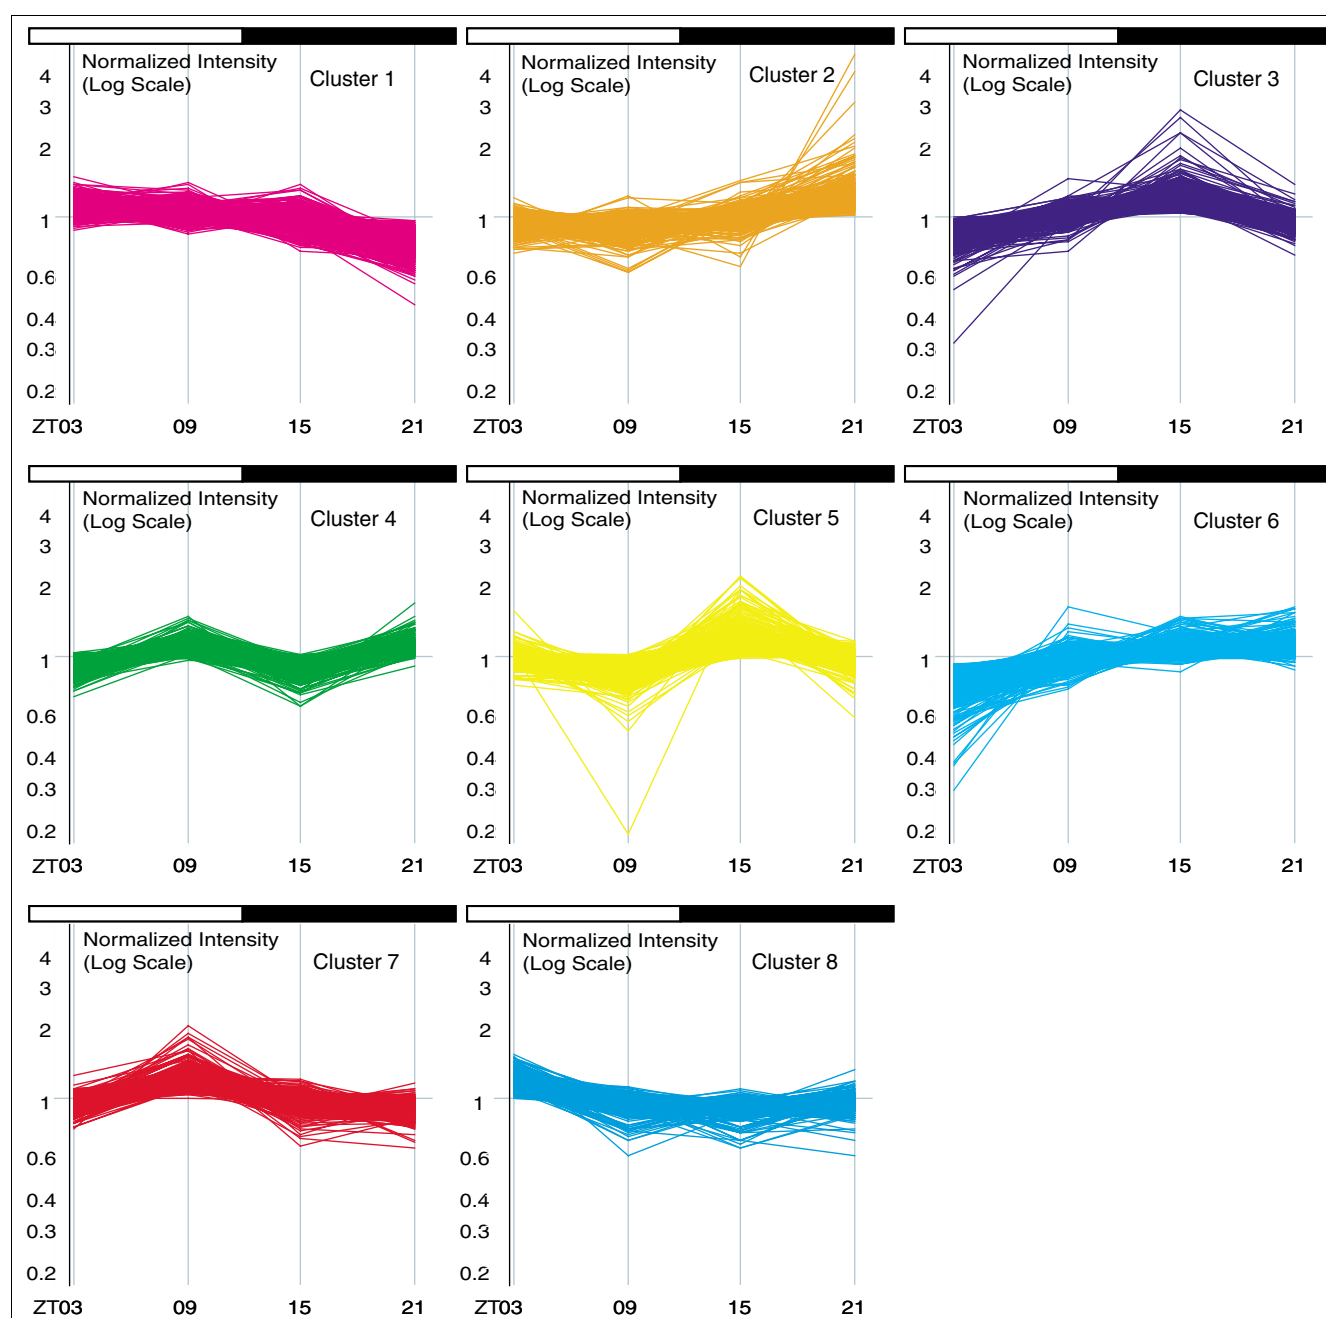 Normalized Intensity
(Log Scale)
Cluster 1
4
3
2
1
0.6
0.4
0.3
0.2
ZT03 09 15 21
Normalized Intensity
(Log Scale)
Cluster 2
4
3
2
1
0.6
0.4
0.3
0.2
ZT03 09 15 21
Normalized Intensity
(Log Scale)
Cluster 3
4
3
2
1
0.6
0.4
0.3
0.2
ZT03 09 15 21
Normalized Intensity
(Log Scale)
Cluster 4
4
3
2
1
0.6
0.4
0.3
0.2
ZT03 09 15 21
Normalized Intensity
(Log Scale)
Cluster 5
4
3
2
1
0.6
0.4
0.3
0.2
ZT03 09 15 21
Normalized Intensity
(Log Scale)
Cluster 6
4
3
2
1
0.6
0.4
0.3
0.2
ZT03 09 15 21
Normalized Intensity
(Log Scale)
Cluster 7
4
3
2
1
0.6
0.4
0.3
0.2
ZT03 09 15 21
Normalized Intensity
(Log Scale)
Cluster 8
4
3
2
1
0.6
0.4
0.3
0.2
ZT03 09 15 21